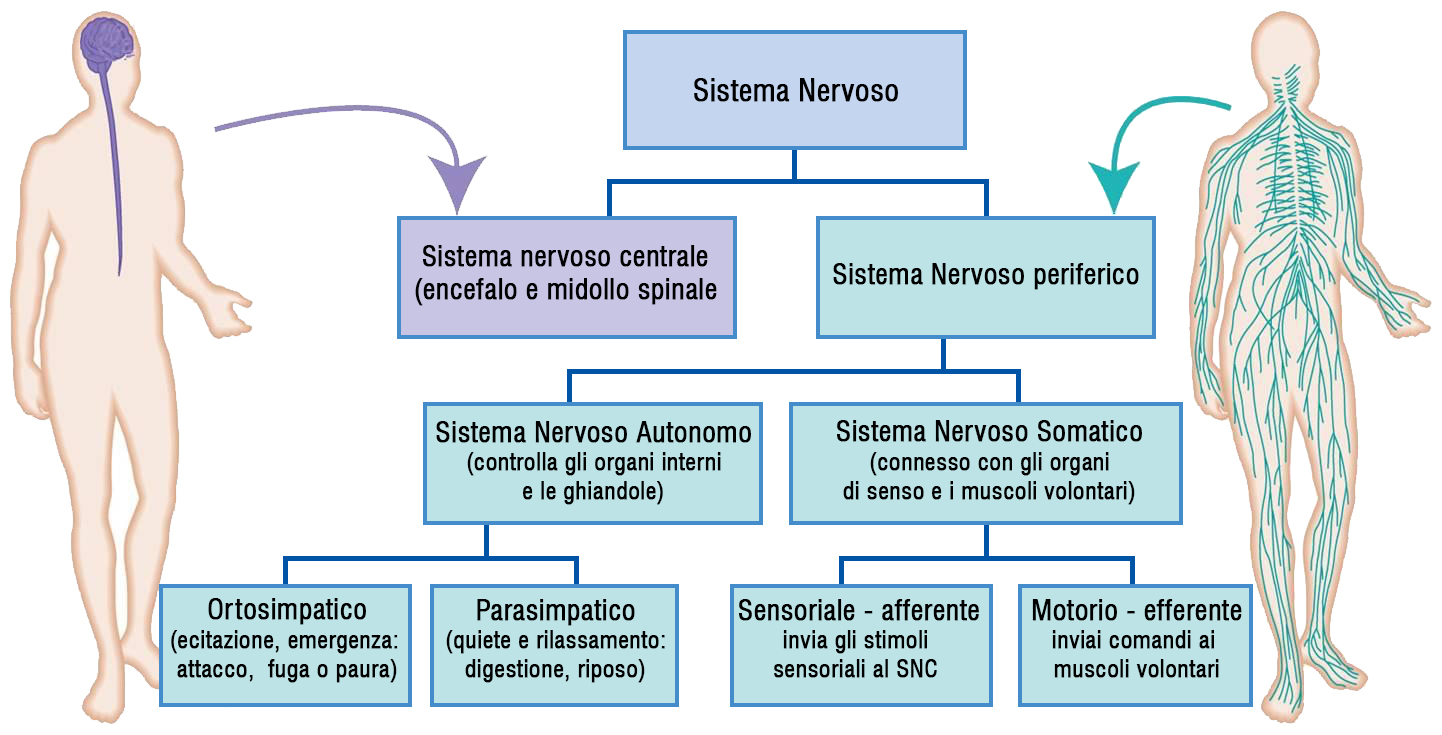 Sistema Nervoso
Sistema nervoso centrale
(encefalo e midollo spinale
Sistema Nervoso periferico
Sistema Nervoso Autonomo
(controlla gli organi interni
e le ghiandole)
Sistema Nervoso Somatico
(connesso con gli organi
di senso e i muscoli volontari)
Ortosimpatico
(ecitazione, emergenza:
attacco, fuga o paura)
Parasimpatico
(quiete e rilassamento:
digestione, riposo)
Sensoriale - afferente
invia gli stimoli
sensoriali al SNC
Motorio - efferente
inviai comandi ai
muscoli volontari